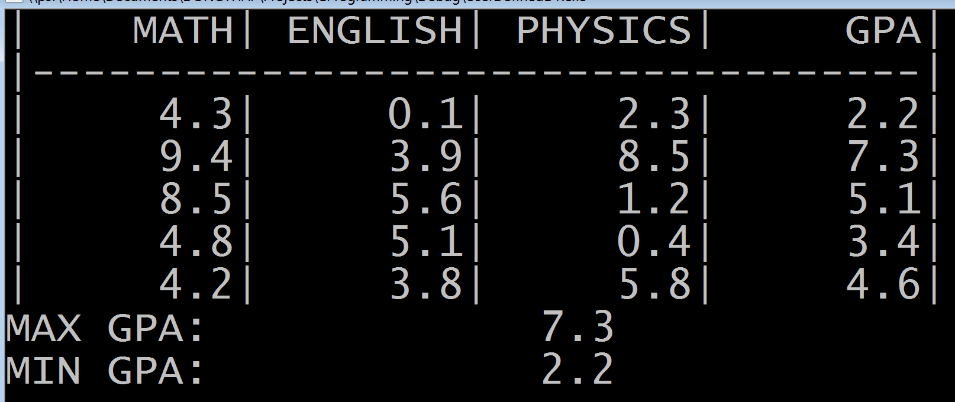 |      MATH|  ENGLISH|  PHYSICS|      GPA|
|---------------------------------------|
|       4.3|      0.1|      2.3|      2.2|
|       9.4|      3.9|      8.5|      7.3|
|       8.5|      5.6|      1.2|      5.1|
|       4.8|      5.1|      0.4|      3.4|
|       4.2|      3.8|      5.8|      4.6|
MAX GPA:                    7.3
MIN GPA:                    2.2